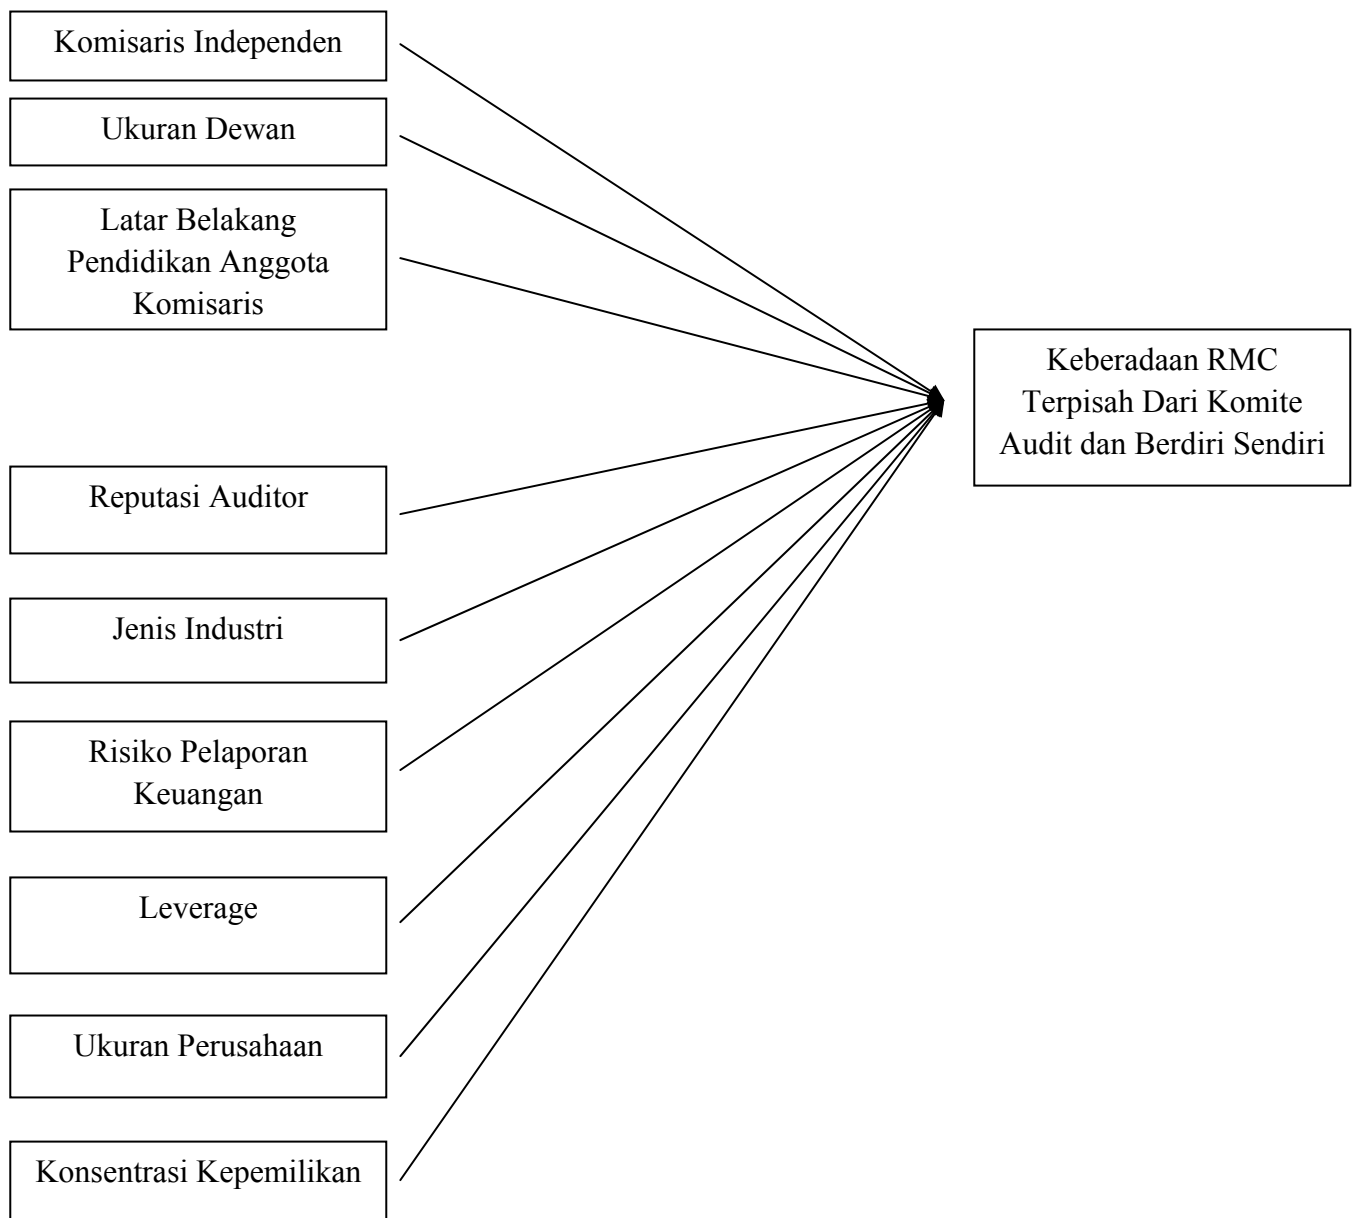 Komisaris Independen
Ukuran Dewan
Latar Belakang
Pendidikan Anggota
Komisaris
Keberadaan RMC
Terpisah Dari Komite
Audit dan Berdiri Sendiri
Reputasi Auditor
Jenis Industri
Risiko Pelaporan
Keuangan
Leverage
Ukuran Perusahaan
Konsentrasi Kepemilikan